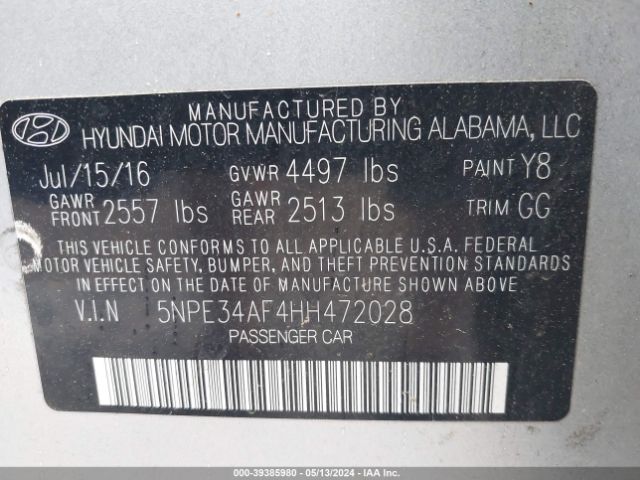 MANUFACTURED BY
HYUNDAI MOTOR MANUFACTURING ALABAMA, LLC
Jul/15/16 GVWR 4497 lbs PAINT Y8
GAWR FRONT 2557 lbs GAWR REAR 2513 lbs TRIM GG
THIS VEHICLE CONFORMS TO ALL APPLICABLE U.S.A. FEDERAL
MOTOR VEHICLE SAFETY, BUMPER, AND THEFT PREVENTION STANDARDS
IN EFFECT ON THE DATE OF MANUFACTURE SHOWN ABOVE.
V.I.N 5NPE34AF4HH472028
PASSENGER CAR
000-39385980 - 05/13/2024 - IAA Inc.